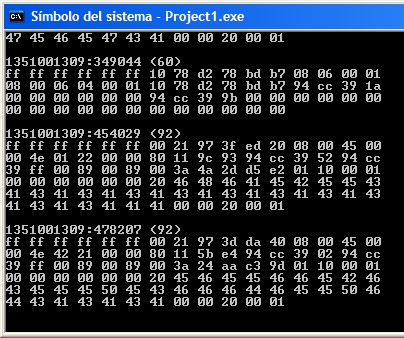 Símbolo del sistema - Project1.exe
47 45 46 45 47 43 41 00 00 20 00 01
1351001309:349044 (60)
ff ff ff ff ff ff 10 78 d2 78 bd b7 08 06 00 01
08 00 06 04 00 01 10 78 d2 78 bd b7 94 cc 39 1a
00 00 00 00 00 00 94 cc 39 9b 00 00 00 00 00 00
00 00 00 00 00 00 00 00 00 00 00 00
1351001309:454029 (92)
ff ff ff ff ff ff 00 21 97 3f ed 20 08 00 45 00
00 4e 01 22 00 00 80 11 9c 93 94 cc 39 52 94 cc
39 ff 00 89 00 89 00 3a 4a 2d d5 e2 01 10 00 01
00 00 00 00 00 00 20 46 48 46 41 45 42 45 45 43
41 43 41 43 41 43 41 43 41 43 41 43 41 43 41 43
41 43 41 43 41 41 41 00 00 20 00 01
1351001309:478207 (92)
ff ff ff ff ff ff 00 21 97 3d da 40 08 00 45 00
00 4e 42 21 00 00 80 11 5b e4 94 cc 39 02 94 cc
39 ff 00 89 00 89 00 3a 24 aa c3 9d 01 10 00 01
00 00 00 00 00 00 20 45 46 45 45 46 46 45 42 46
43 45 45 45 50 45 43 46 46 46 44 46 45 45 50 46
44 43 41 43 41 43 41 41 00 00 20 00 01